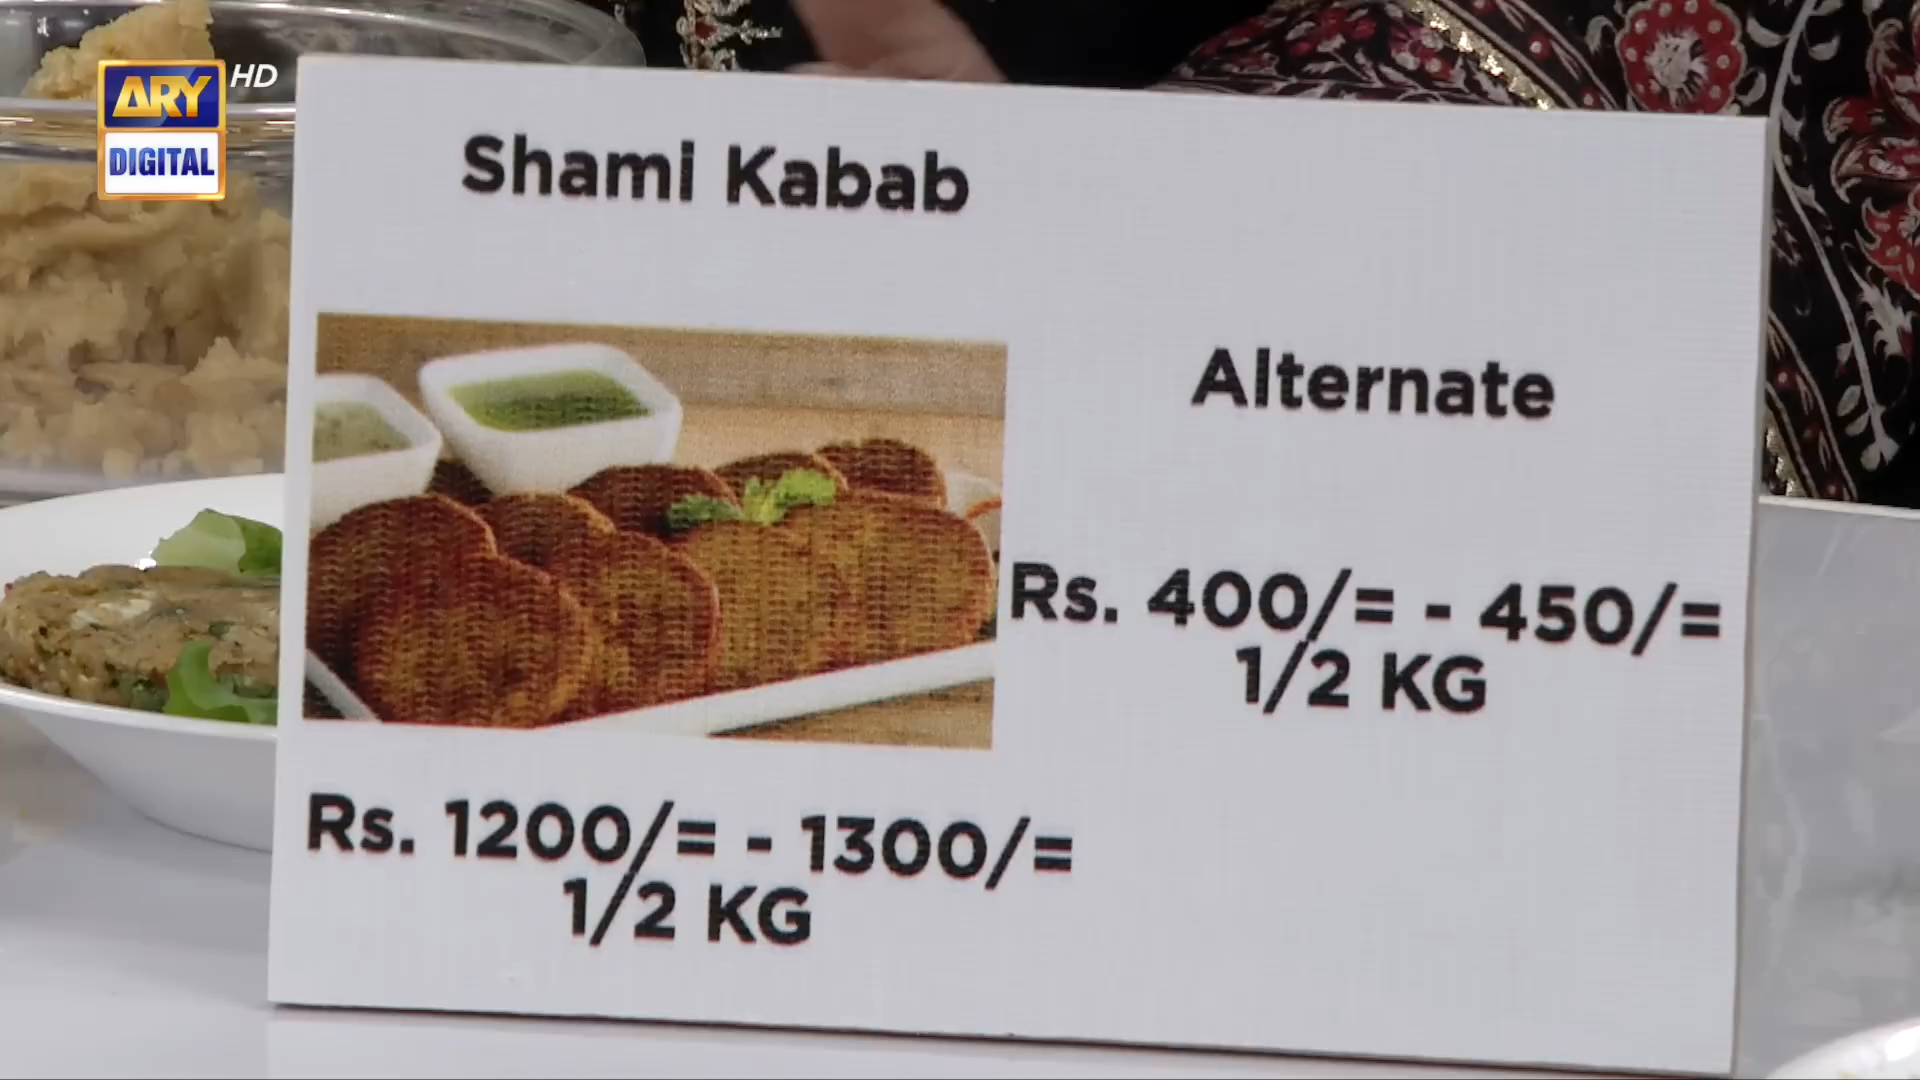 ARY HD
DIGITAL
Shami Kabab
Alternate
Rs. 400/= - 450/=
1/2 KG
Rs. 1200/= - 1300/=
1/2 KG